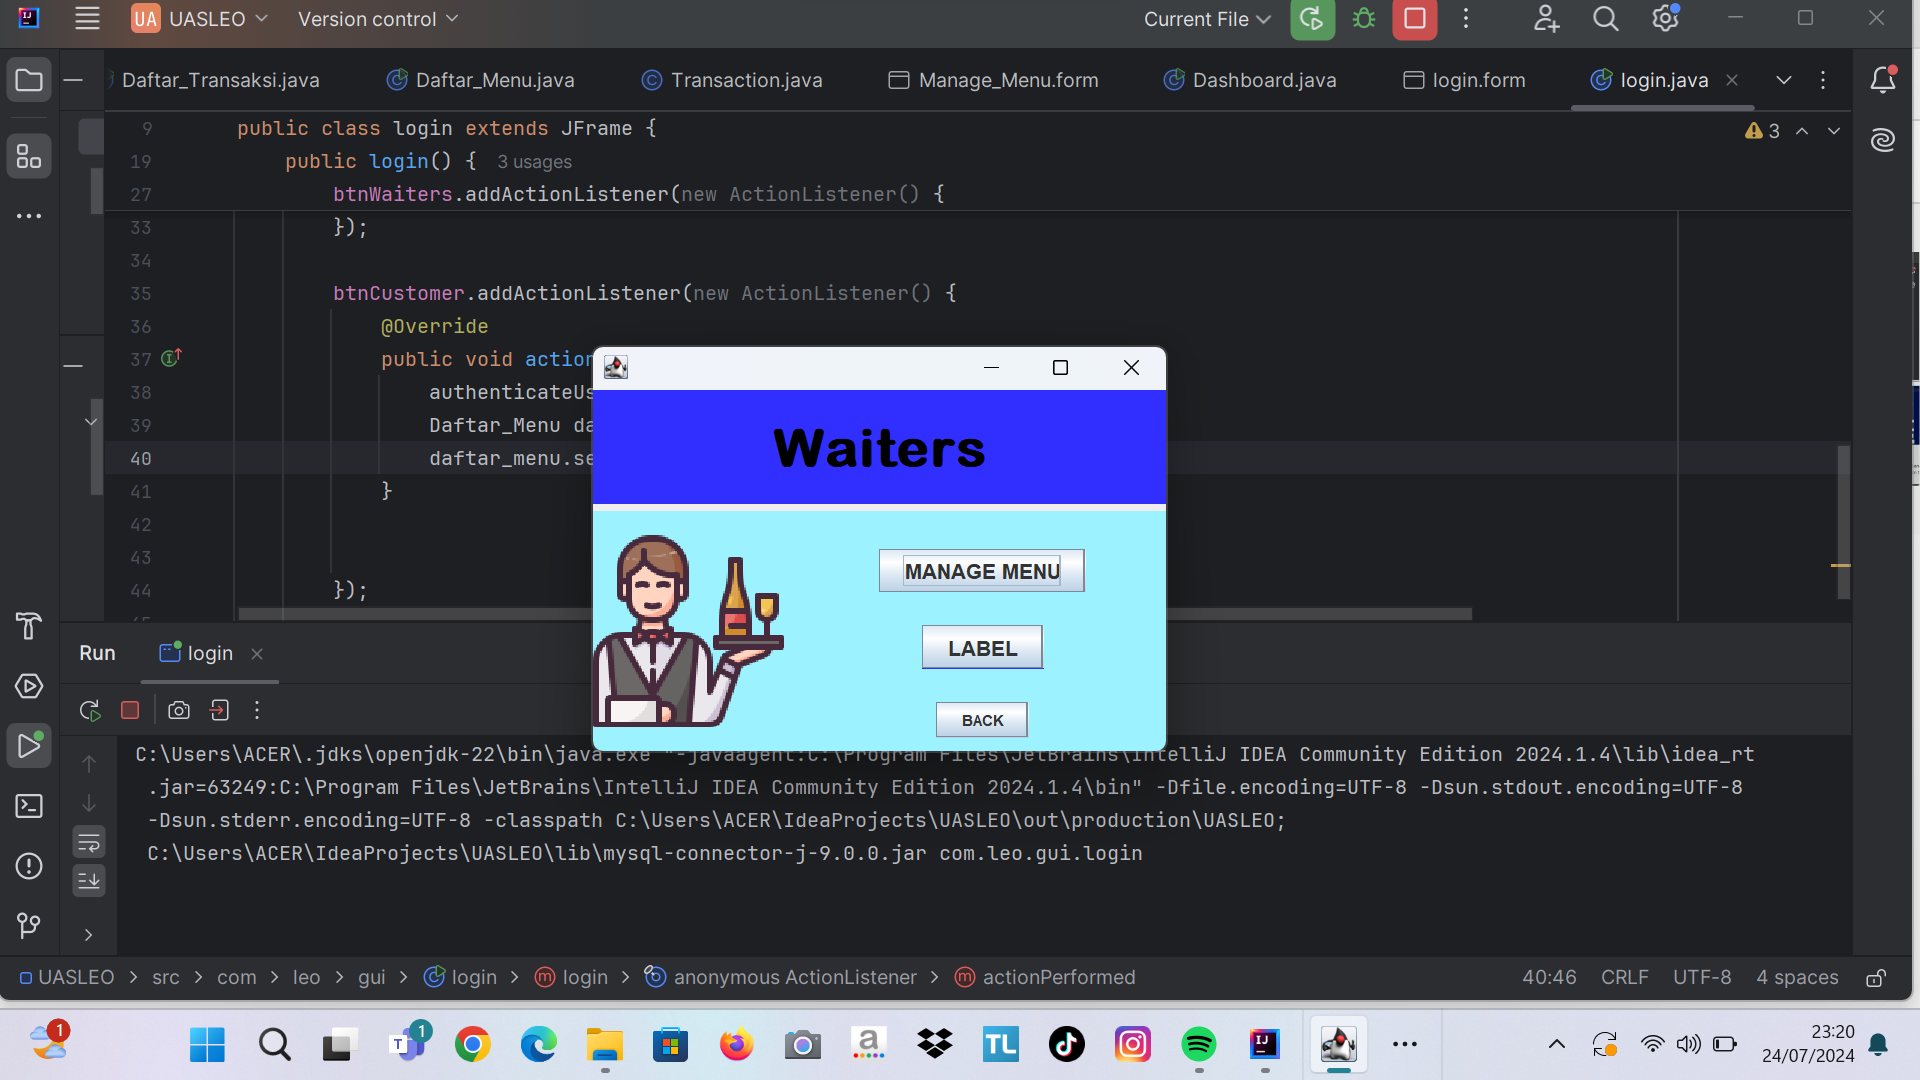 UA UASLEO Version control Current File
Daftar_Transaksi.java Daftar_Menu.java Transaction.java Manage_Menu.form Dashboard.java login.form login.java
9 public class login extends JFrame {
3
19 public login() { 3 usages
27 btnWaiters.addActionListener(new ActionListener() {
33 });
34
35 btnCustomer.addActionListener(new ActionListener() {
36 @Override
37 public void action
38 authenticateUs
39 Daftar_Menu da
40 daftar_menu.se
41 }
42
43
44 });
Waiters
MANAGE MENU
LABEL
BACK
Run login
C:\Users\ACER\.jdks\openjdk-22\bin\java.exe "-javaagent:C:\Program Files\JetBrains\IntelliJ IDEA Community Edition 2024.1.4\lib\idea_rt
.jar=63249:C:\Program Files\JetBrains\IntelliJ IDEA Community Edition 2024.1.4\bin" -Dfile.encoding=UTF-8 -Dsun.stdout.encoding=UTF-8
-Dsun.stderr.encoding=UTF-8 -classpath C:\Users\ACER\IdeaProjects\UASLEO\out\production\UASLEO;
C:\Users\ACER\IdeaProjects\UASLEO\lib\mysql-connector-j-9.0.0.jar com.leo.gui.login
UASLEO > src > com > leo > gui > login > login > anonymous ActionListener > actionPerformed 40:46 CRLF UTF-8 4 spaces
1
1
a
TL
IJ
23:20
24/07/2024